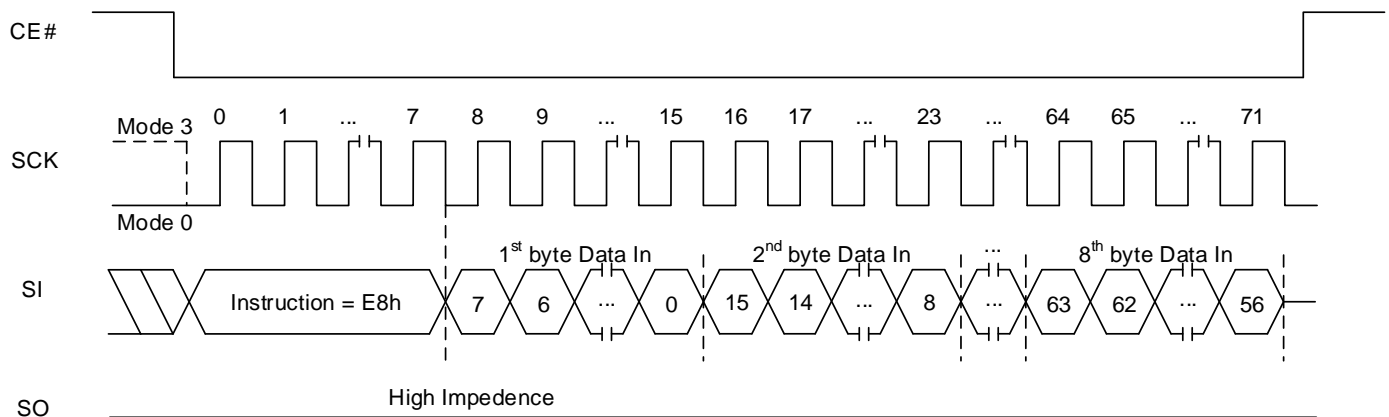 CE#
0 1 ... 7 8 9 ... 15 16 17 ... 23 ... 64 65 ... 71
Mode 3
SCK
Mode 0
1st byte Data In 2nd byte Data In ... 8th byte Data In
SI
Instruction = E8h 7 6 ... 0 15 14 ... 8 ... 63 62 ... 56
High Impedence
SO